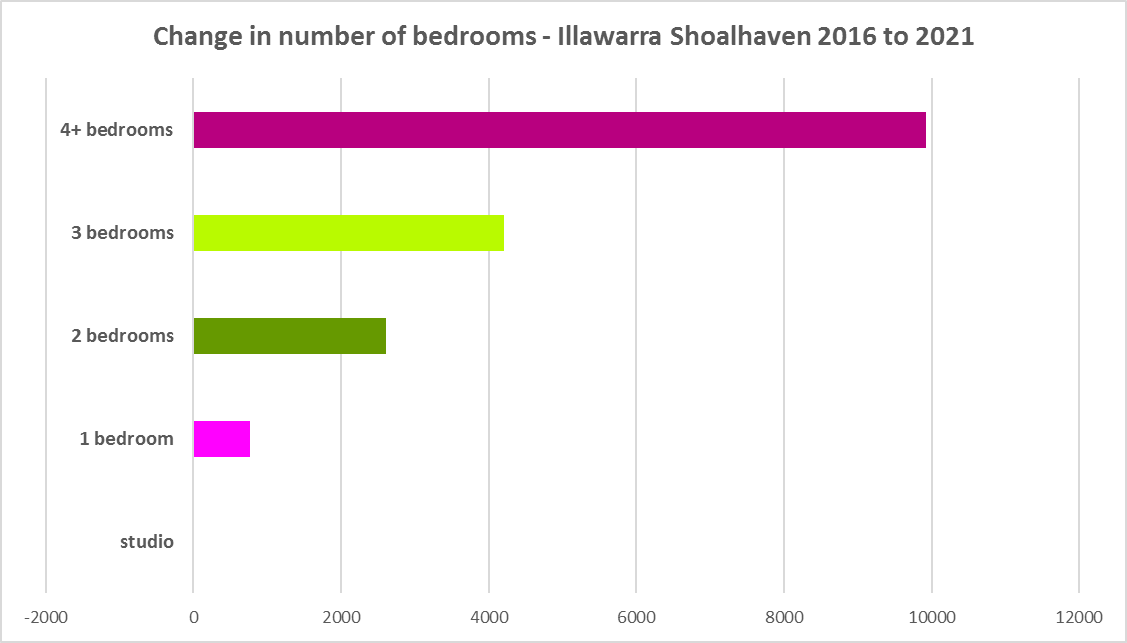 Change in number of bedrooms - Illawarra Shoalhaven 2016 to 2021
4+ bedrooms
3 bedrooms
2 bedrooms
1 bedroom
studio
-2000 0 2000 4000 6000 8000 10000 12000